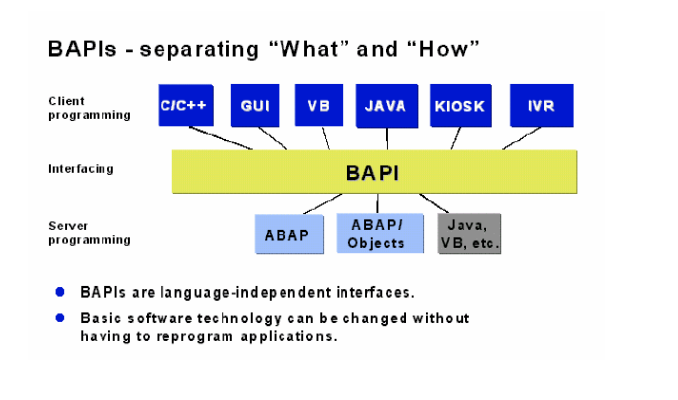 BAPIs - separating "What" and "How"
Client
programming
C/C++
GUI
VB
JAVA
KIOSK
IVR
Interfacing
BAPI
Server
programming
ABAP
ABAP/
Objects
Java,
VB, etc.
BAPIs are language-independent interfaces.
Basic software technology can be changed without
having to reprogram applications.